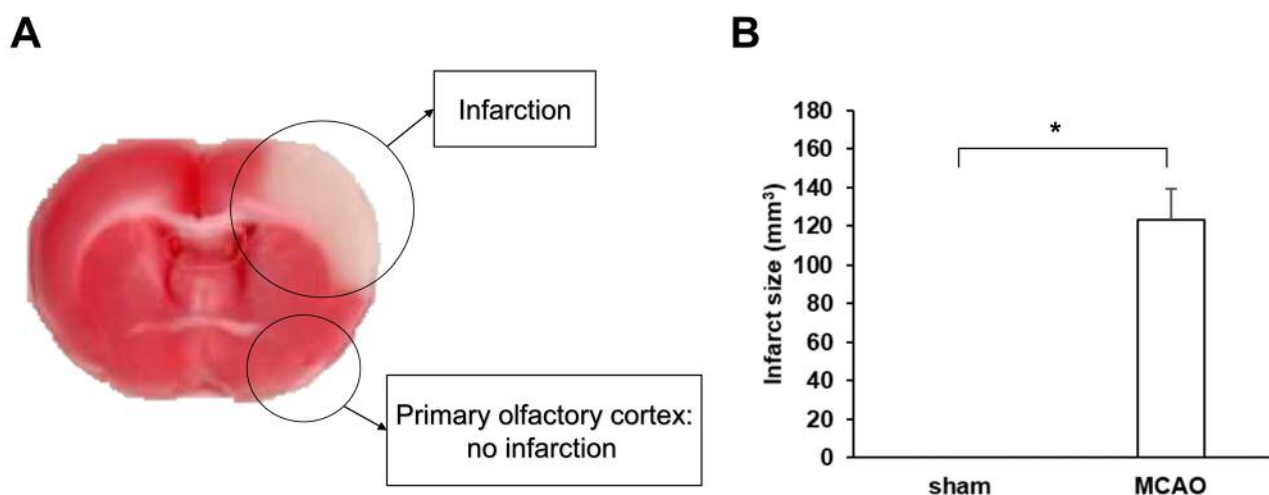 A
Infarction
Primary olfactory cortex:
no infarction
B
Infarct size (mm³)
180
160
140
120
100
80
60
40
20
0
*
sham
MCAO